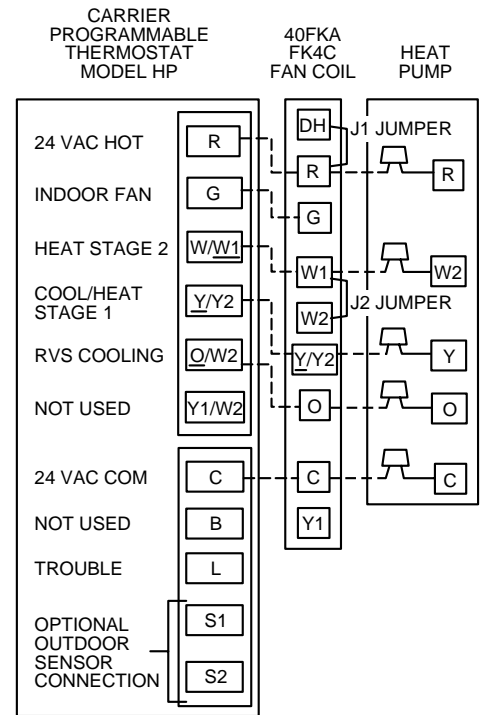 CARRIER
PROGRAMMABLE
THERMOSTAT
MODEL HP
40FKA
FK4C
FAN COIL
HEAT
PUMP
24 VAC HOT
R
INDOOR FAN
G
HEAT STAGE 2
W/W1
COOL/HEAT
STAGE 1
Y/Y2
RVS COOLING
O/W2
NOT USED
Y1/W2
24 VAC COM
C
NOT USED
B
TROUBLE
L
OPTIONAL
OUTDOOR
SENSOR
CONNECTION
S1
S2
DH
J1 JUMPER
R
G
W1
J2 JUMPER
W2
Y/Y2
O
C
Y1
R
W2
Y
O
C